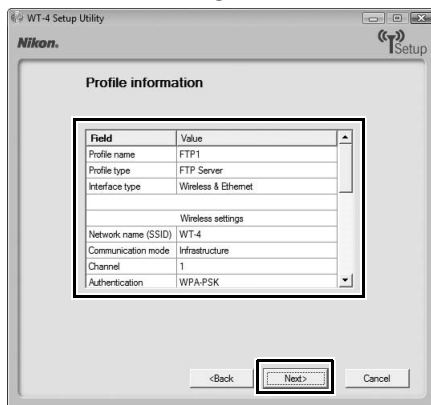 WT-4 Setup Utility
Nikon.
Setup
Profile information
Field Value
Profile name FTP1
Profile type FTP Server
Interface type Wireless & Ethernet
Wireless settings
Network name (SSID) WT-4
Communication mode Infrastructure
Channel 1
Authentication WPA-PSK
<Back Next> Cancel